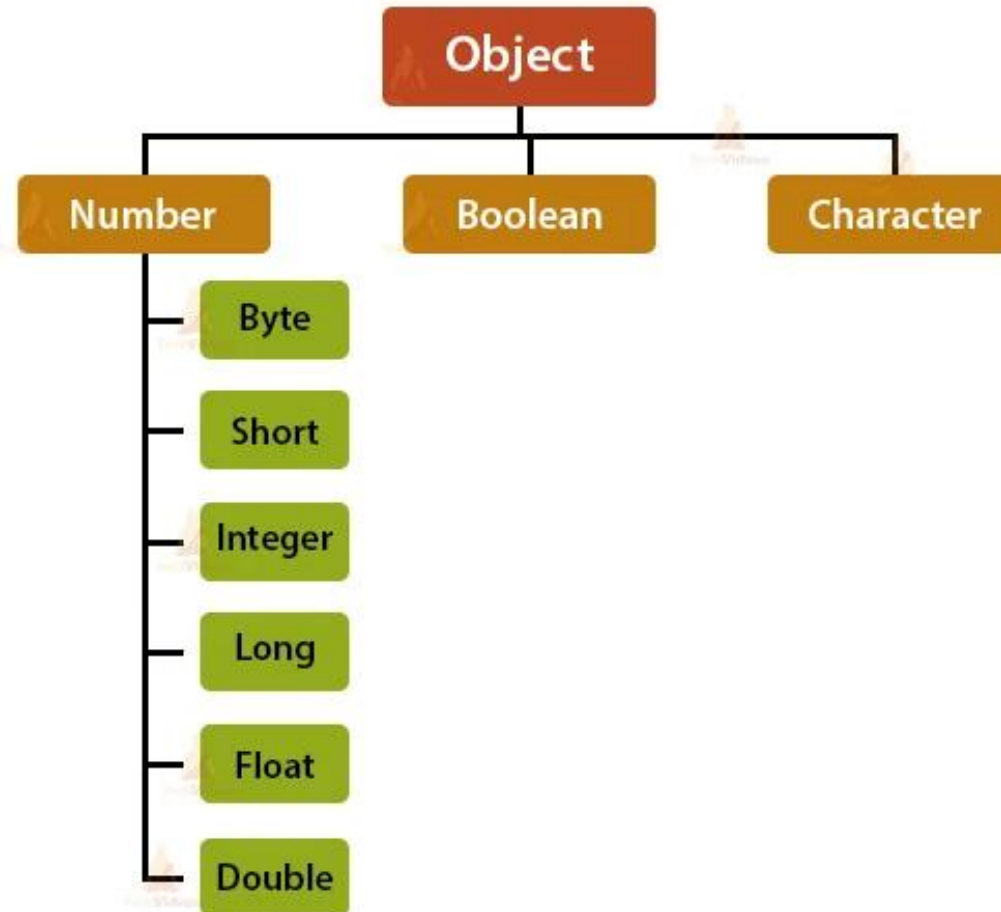 Object
Number
Boolean
Character
Byte
Short
Integer
Long
Float
Double